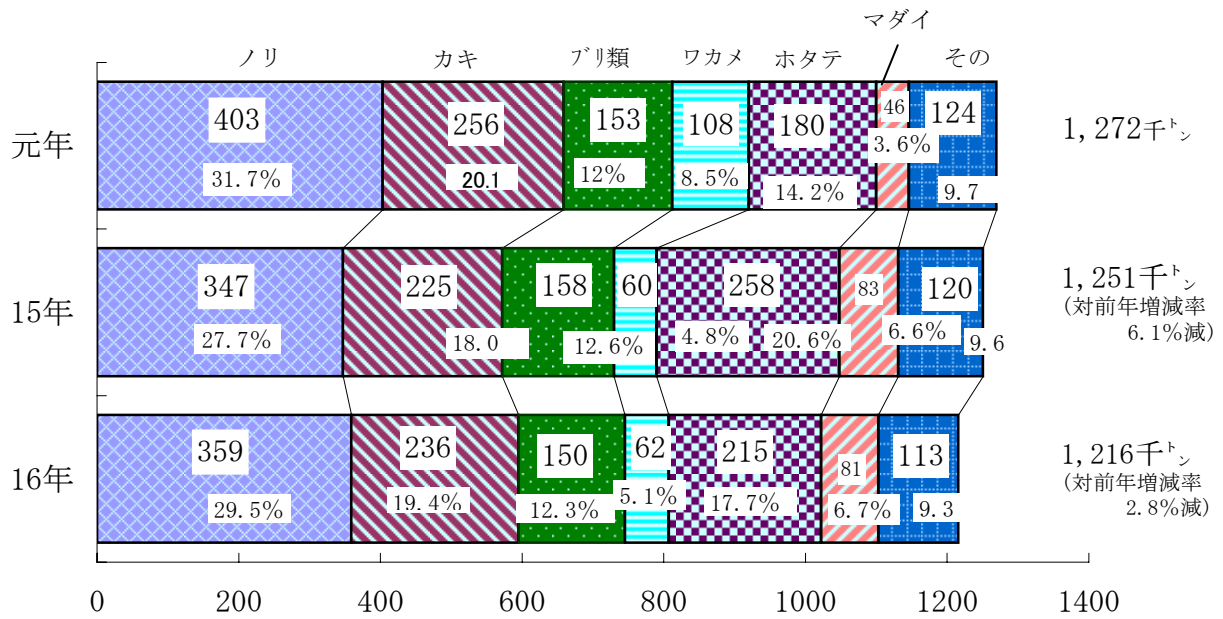 マダイ
ノリ カキ ブリ類 ワカメ ホタテ その
元年 403 256 153 108 180 46 124 1,272千トン
31.7% 20.1 12% 8.5% 14.2% 3.6% 9.7
15年 347 225 158 60 258 83 120 1,251千トン
27.7% 18.0 12.6% 4.8% 20.6% 6.6% 9.6
(対前年増減率
6.1%減)
16年 359 236 150 62 215 81 113 1,216千トン
29.5% 19.4% 12.3% 5.1% 17.7% 6.7% 9.3
(対前年増減率
2.8%減)
0 200 400 600 800 1000 1200 1400